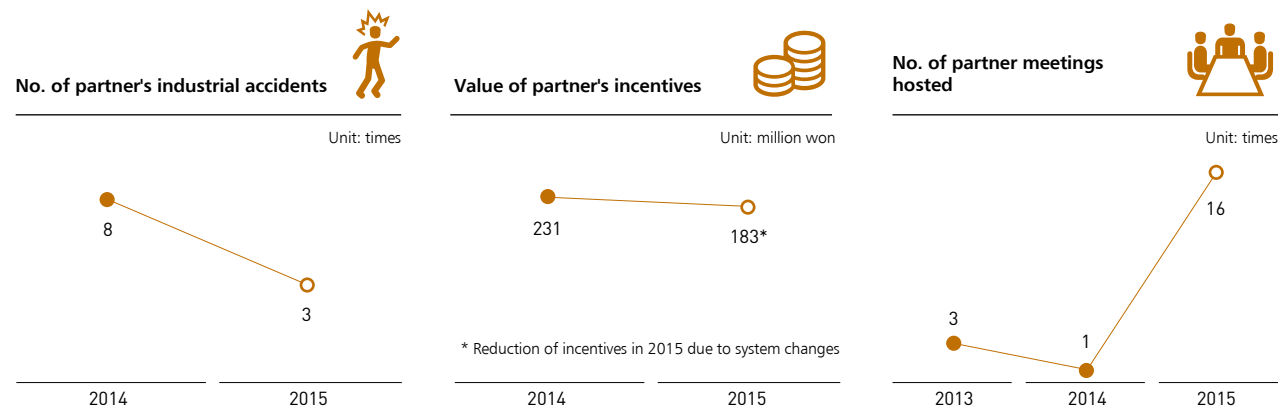 No. of partner's industrial accidents
Unit: times
8
3
2014
2015
Value of partner's incentives
Unit: million won
231
183*
* Reduction of incentives in 2015 due to system changes
2014
2015
No. of partner meetings
hosted
Unit: times
3
1
16
2013
2014
2015